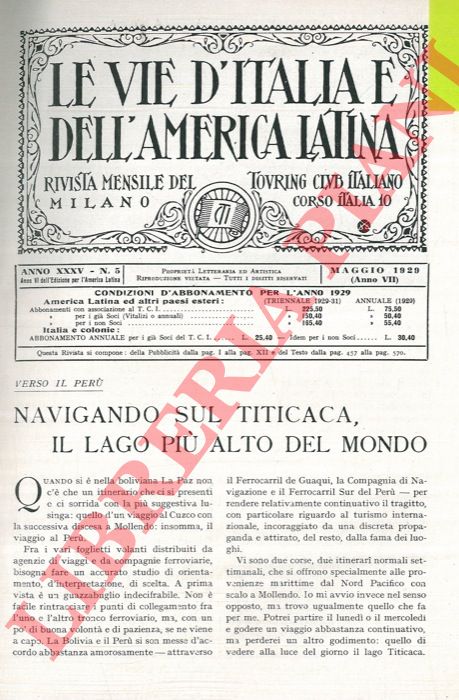 LE VIE D'ITALIA E
DELL'AMERICA LATINA
RIVISTA MENSILE DEL TOURING CLUB ITALIANO
MILANO CORSO ITALIA 10
ANNO XXXV - N. 5
Anno VI dell'Edizione per l'America Latina
PROPRIETÀ LETTERARIA ED ARTISTICA
RIPRODUZIONE VIETATA — TUTTI I DIRITTI RISERVATI
MAGGIO 1929
(Anno VII)
CONDIZIONI D'ABBONAMENTO PER L'ANNO 1929
America Latina ed altri paesi esteri: (TRIENNALE 1929-31) ANNUALE (1929)
Abbonamenti con associazione al T. C. I. L. 225,50 L. 75,50
» per i già Soci (Vitalizi o annuali) » 150,40 » 50,40
» per i non Soci » 165,40 » 55,40
Italia e colonie:
ABBONAMENTO ANNUALE per i già Soci del T. C. I. L. 25,40 — Idem per i non Soci L. 30,40
Questa Rivista si compone: della Pubblicità dalla pag. I alla pag. XII e del Testo dalla pag. 457 alla pag. 570.
VERSO IL PERÙ
NAVIGANDO SUL TITICACA,
IL LAGO PIÙ ALTO DEL MONDO
QUANDO si è nella boliviana La Paz non
c'è che un itinerario che ci si presenti
e ci sorrida con la più suggestiva lu-
singa: quello d'un viaggio al Cuzco con
la successiva discesa a Mollendo: insomma, il
viaggio al Perù.
Fra i vari foglietti volanti distribuiti da
agenzie di viaggi e da compagnie ferroviarie,
bisogna fare un accurato studio di orienta-
mento, d'interpretazione, di scelta. A prima
vista è un guazzabuglio indecifrabile. Non è
facile rintracciare i punti di collegamento fra
l'uno e l'altro tronco ferroviario, ma, con un
po' di buona volontà e di pazienza, se ne viene
a capo. La Bolivia e il Perù si son messe d'ac-
cordo abbastanza amorosamente — attraverso
il Ferrocarril de Guaqui, la Compagnia di Na-
vigazione e il Ferrocarril Sur del Perù — per
rendere relativamente continuativo il tragitto,
con particolare riguardo al turismo interna-
zionale, incoraggiato da una discreta propa-
ganda e attirato, del resto, dalla fama dei luo-
ghi.
Vi sono due corse, due itinerari normali setti-
manali, che si offrono specialmente alle pro-
venienze marittime dal Nord Pacifico con
scalo a Mollendo. Io mi avvio invece nel senso
opposto, ma trovo ugualmente quello che fa
per me. Potrei partire il lunedì o il mercoledì
e godere un viaggio abbastanza continuativo,
ma perderei un altro godimento: quello di
vedere alla luce del giorno il lago Titicaca.
LIBRERIA PIANI